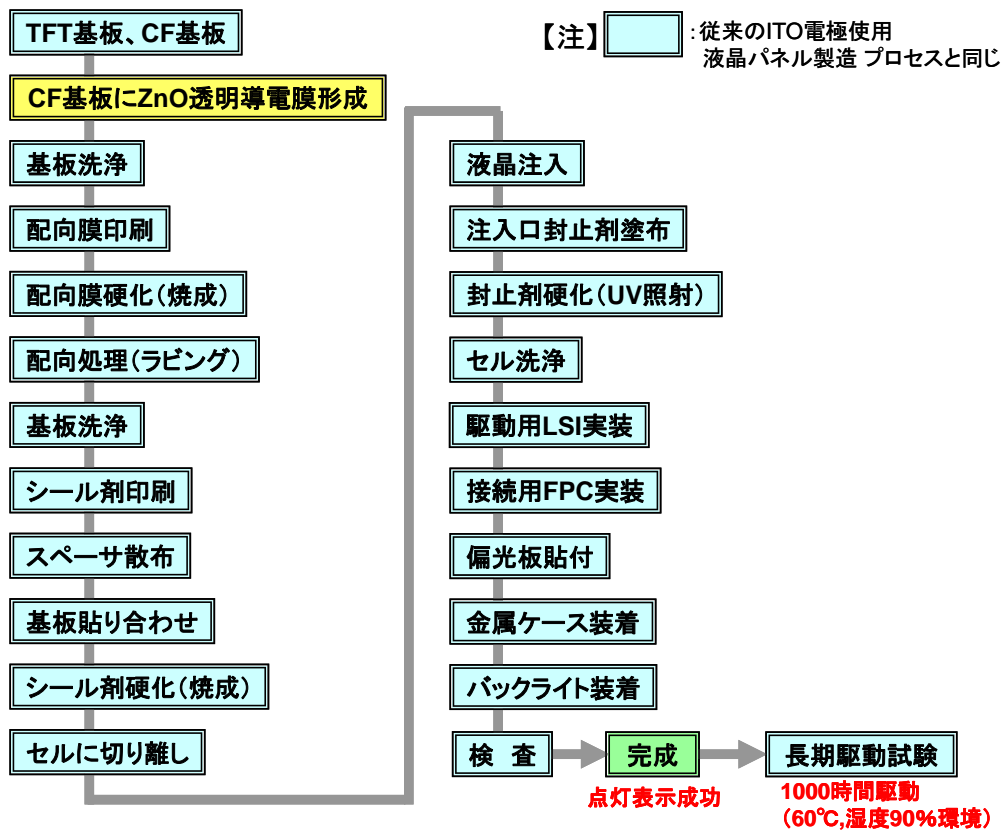 TFT基板、CF基板
【注】
:従来のITO電極使用
液晶パネル製造 プロセスと同じ
CF基板にZnO透明導電膜形成
基板洗浄
配向膜印刷
配向膜硬化(焼成)
配向処理(ラビング)
基板洗浄
シール剤印刷
スペーサ散布
基板貼り合わせ
シール剤硬化(焼成)
セルに切り離し
液晶注入
注入口封止剤塗布
封止剤硬化(UV照射)
セル洗浄
駆動用LSI実装
接続用FPC実装
偏光板貼付
金属ケース装着
バックライト装着
検 査
完成
長期駆動試験
点灯表示成功
1000時間駆動
(60℃,湿度90%環境)